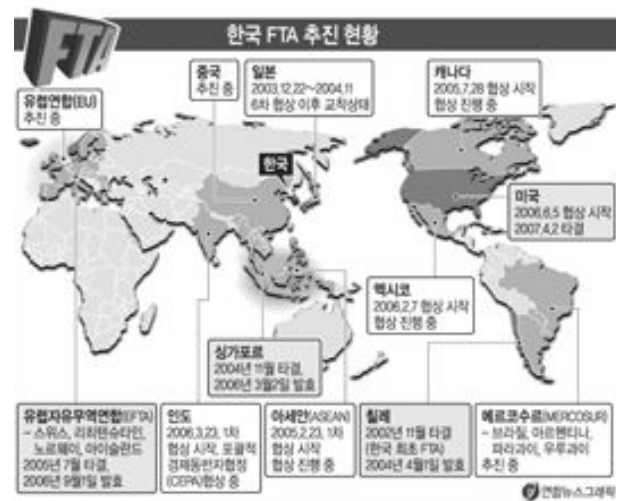 FTA
한국 FTA 추진 현황
유럽연합(EU)
추진 중
중국
추진 중
일본
2003,12,22~2004,11
6차 협상 이후 교착상태
캐나다
2005,7,28 협상 시작
협상 진행 중
한국
미국
2006,6,5 협상 시작
2007,4,2 타결
멕시코
2006,2,7 협상 시작
협상 진행 중
싱가포르
2004년 11월 타결,
2006년 3월2일 발효
유럽자유무역연합(EFTA)
– 스위스, 리히텐슈타인,
노르웨이, 아이슬란드
2005년 7월 타결,
2006년 9월1일 발효
인도
2006,3,23, 1차
협상 시작, 포괄적
경제동반자협정
(CEPA)협상 중
아세안(ASEAN)
2005,2,23, 1차
협상 시작
협상 진행 중
칠레
2002년 11월 타결
(한국 최초 FTA)
2004년 4월1일 발효
메르코수르(MERCOSUR)
– 브라질, 아르헨티나,
파라과이, 우루과이
추진 중
연합뉴스그래픽